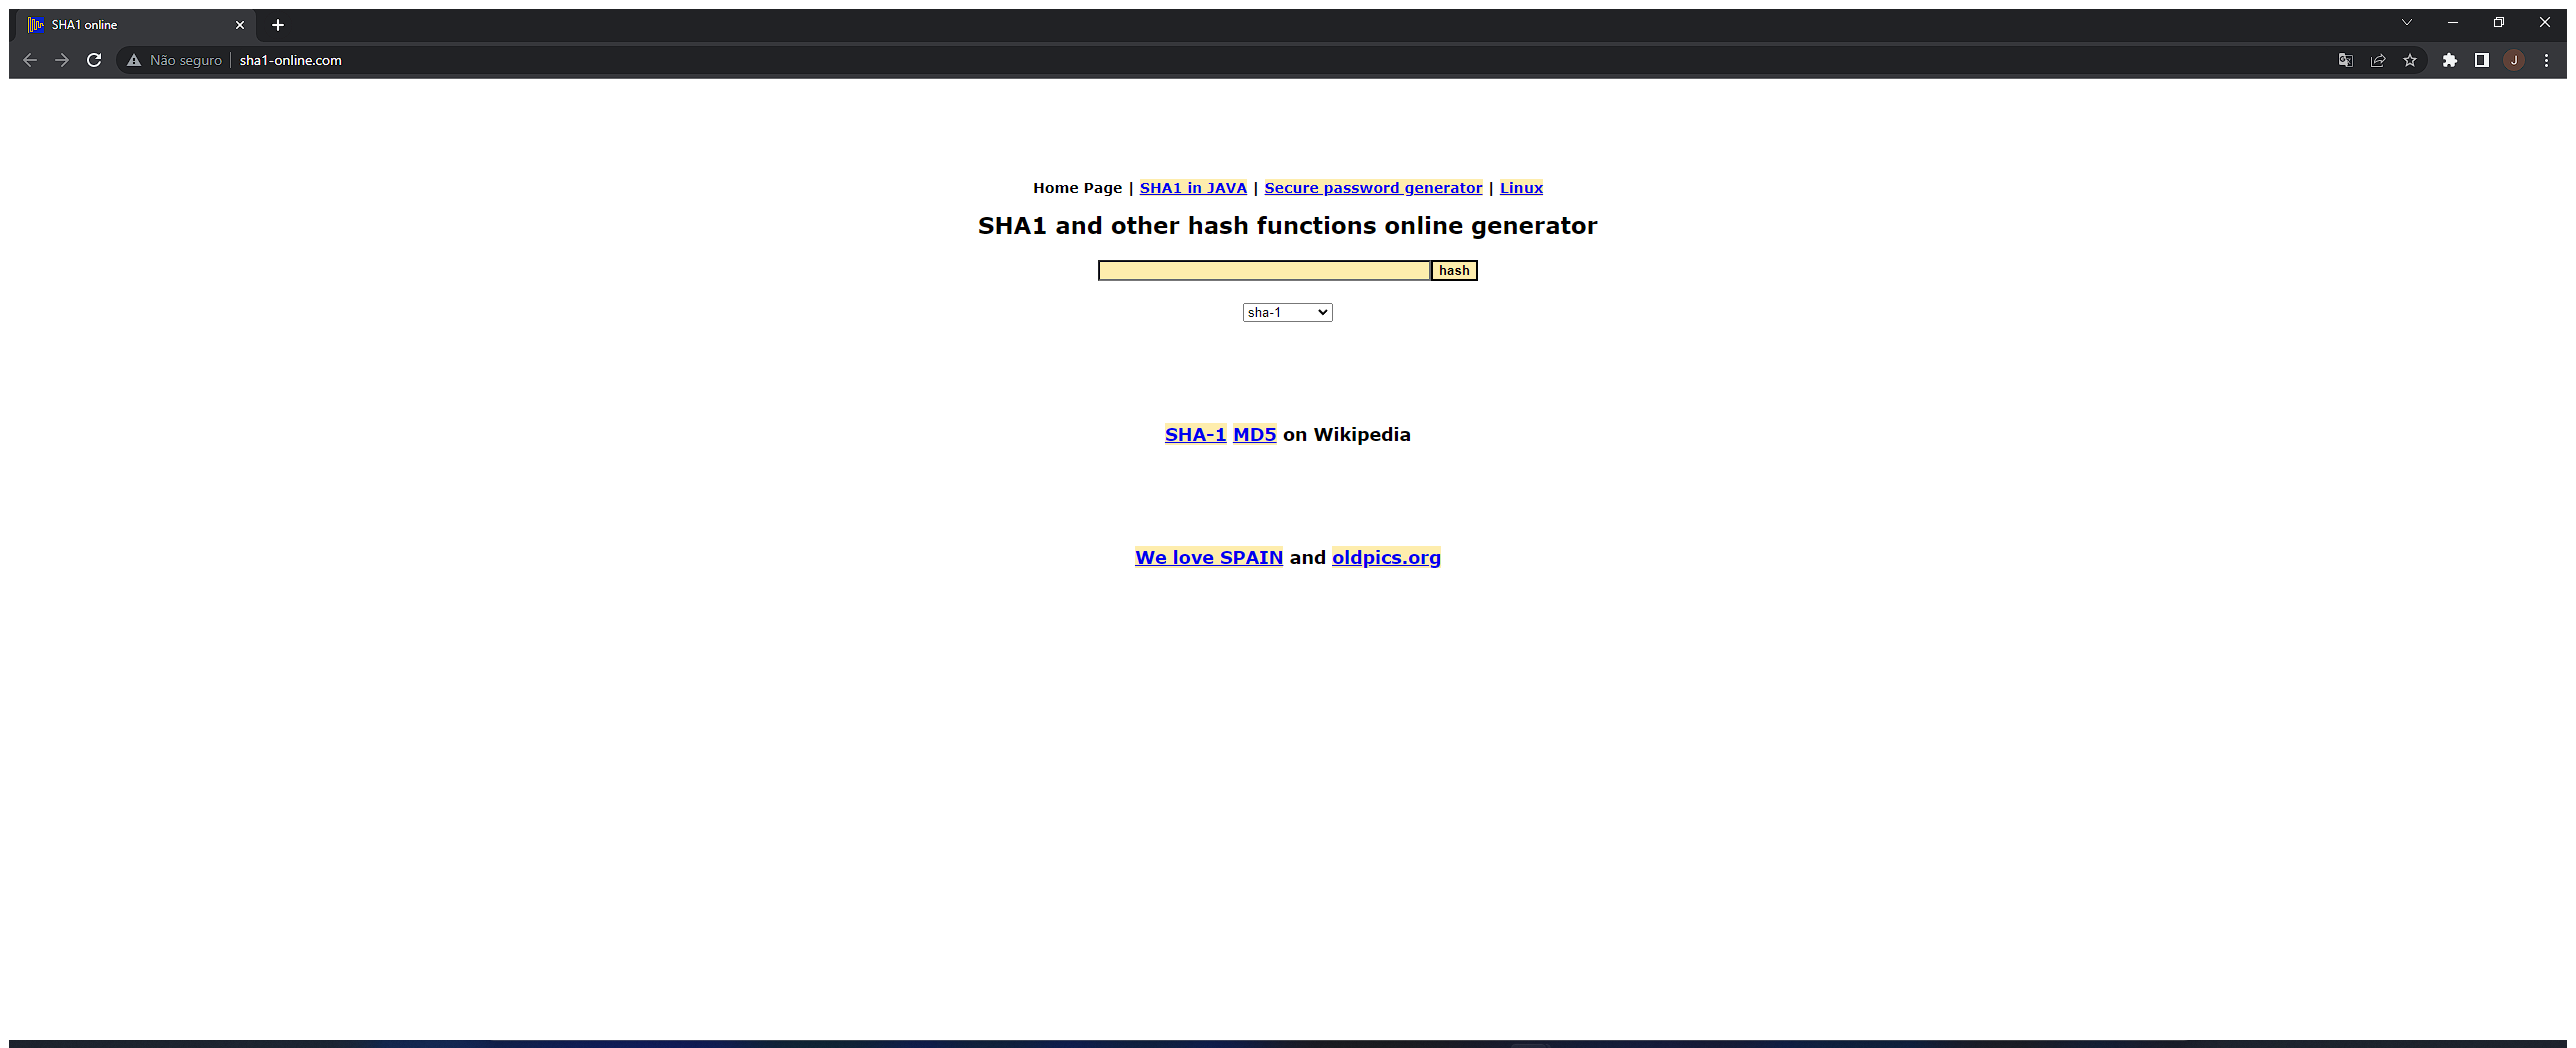 SHA1 online
Não seguro
sha1-online.com
J
Home Page | SHA1 in JAVA | Secure password generator | Linux
SHA1 and other hash functions online generator
hash
sha-1
SHA-1 MD5 on Wikipedia
We love SPAIN and oldpics.org